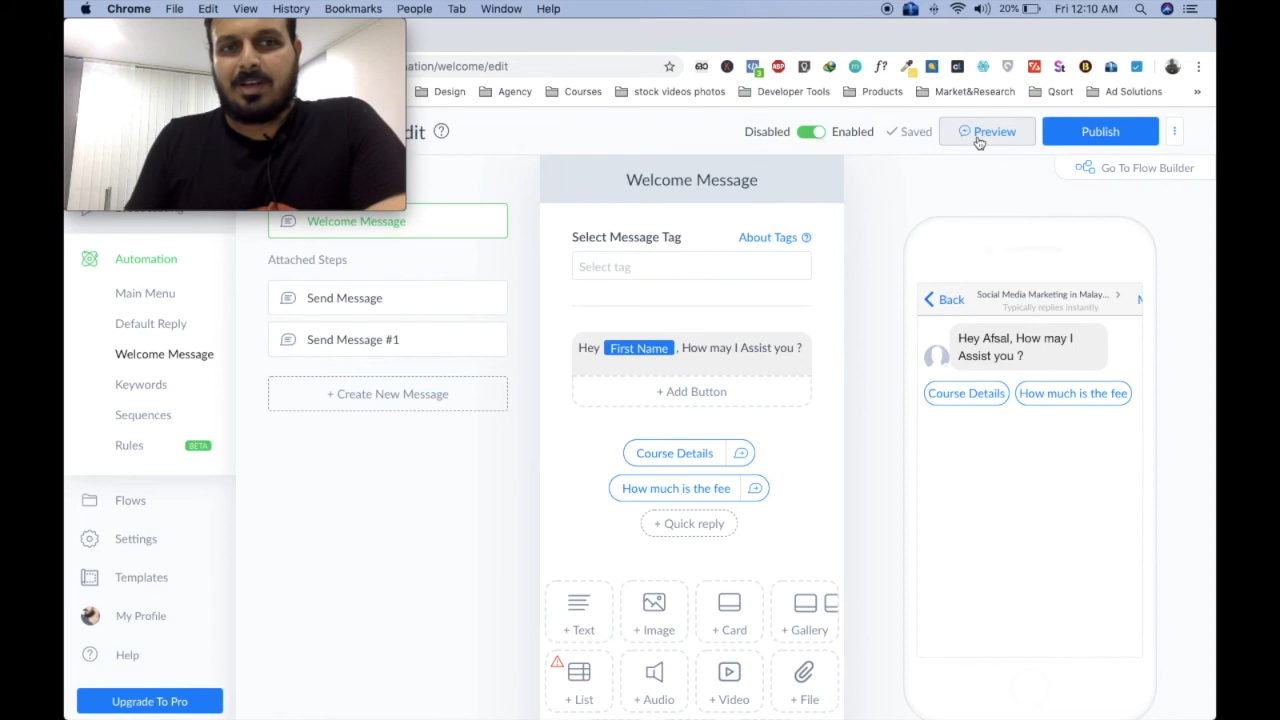 Chrome File Edit View History Bookmarks People Tab Window Help 20% Fri 12:10 AM
ation/welcome/edit
Design Agency Courses stock videos photos Developer Tools Products Market&Research Qsort Ad Solutions »
dit Disabled Enabled Saved Preview Publish
Go To Flow Builder
Automation
Main Menu
Default Reply
Welcome Message
Keywords
Sequences
Rules BETA
Flows
Settings
Templates
My Profile
Help
Upgrade To Pro
Welcome Message
Attached Steps
Send Message
Send Message #1
+ Create New Message
Welcome Message
Select Message Tag About Tags
Select tag
Hey First Name , How may I Assist you ?
+ Add Button
Course Details
How much is the fee
+ Quick reply
+ Text + Image + Card + Gallery
+ List + Audio + Video + File
Back Social Media Marketing in Malay... >
Typically replies instantly
Hey Afsal, How may I
Assist you ?
Course Details How much is the fee